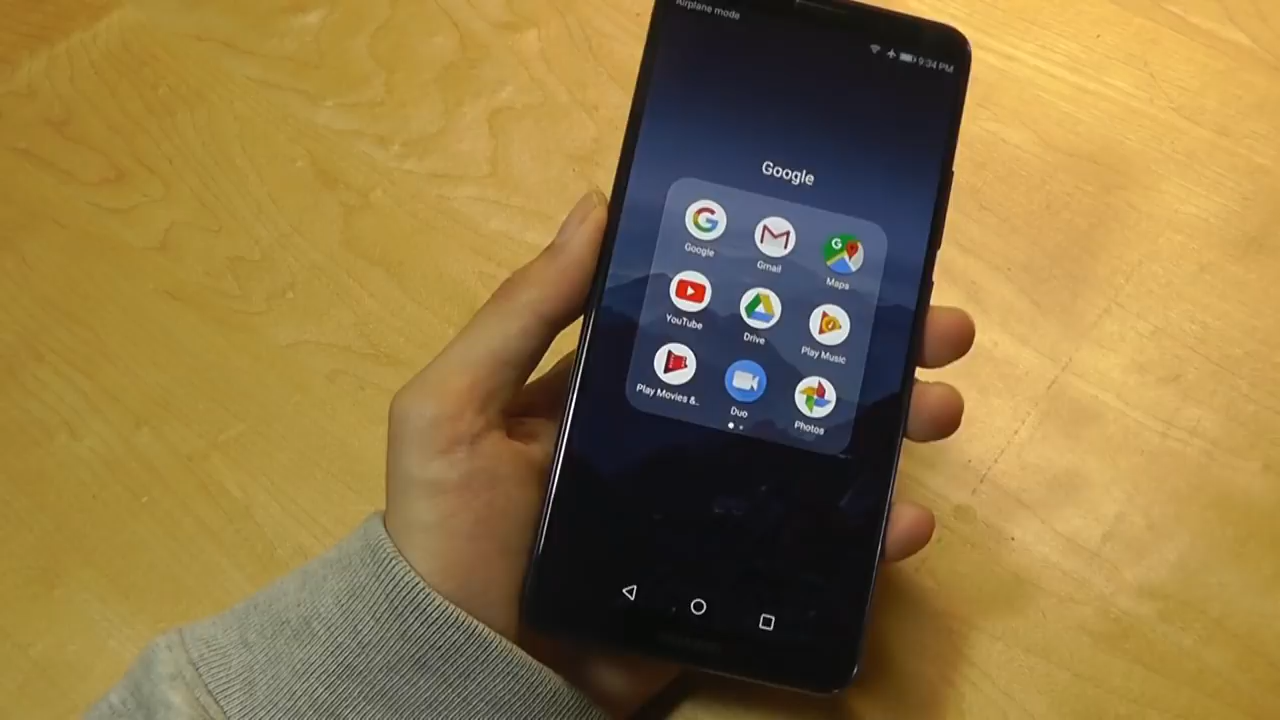 Airplane mode
9:34 PM
Google
Google
Gmail
Maps
YouTube
Drive
Play Music
Play Movies &..
Duo
Photos